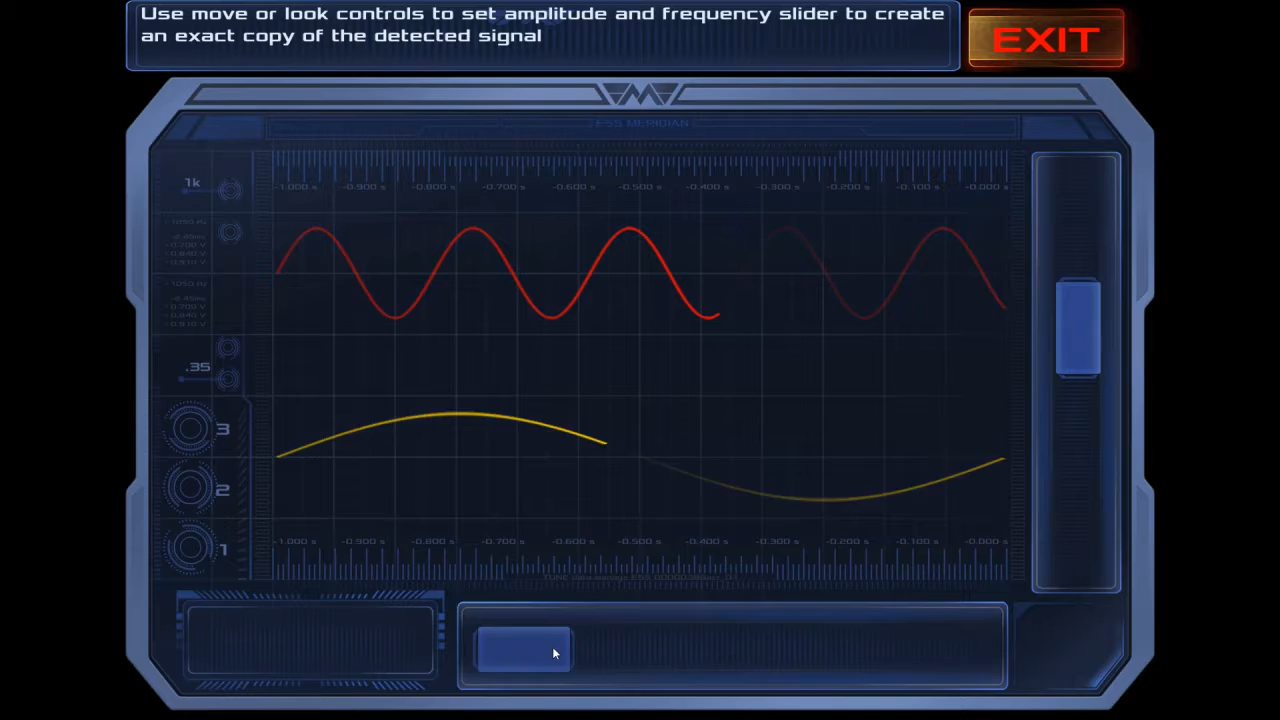 Use move or look controls to set amplitude and frequency slider to create
an exact copy of the detected signal
EXIT
ESS MERIDIAN
1k
-1.000 s -0.900 s -0.800 s -0.700 s -0.600 s -0.500 s -0.400 s -0.300 s -0.200 s -0.100 s -0.000 s
.35
3
2
1
-1.000 s -0.900 s -0.800 s -0.700 s -0.600 s -0.500 s -0.400 s -0.300 s -0.200 s -0.100 s -0.000 s